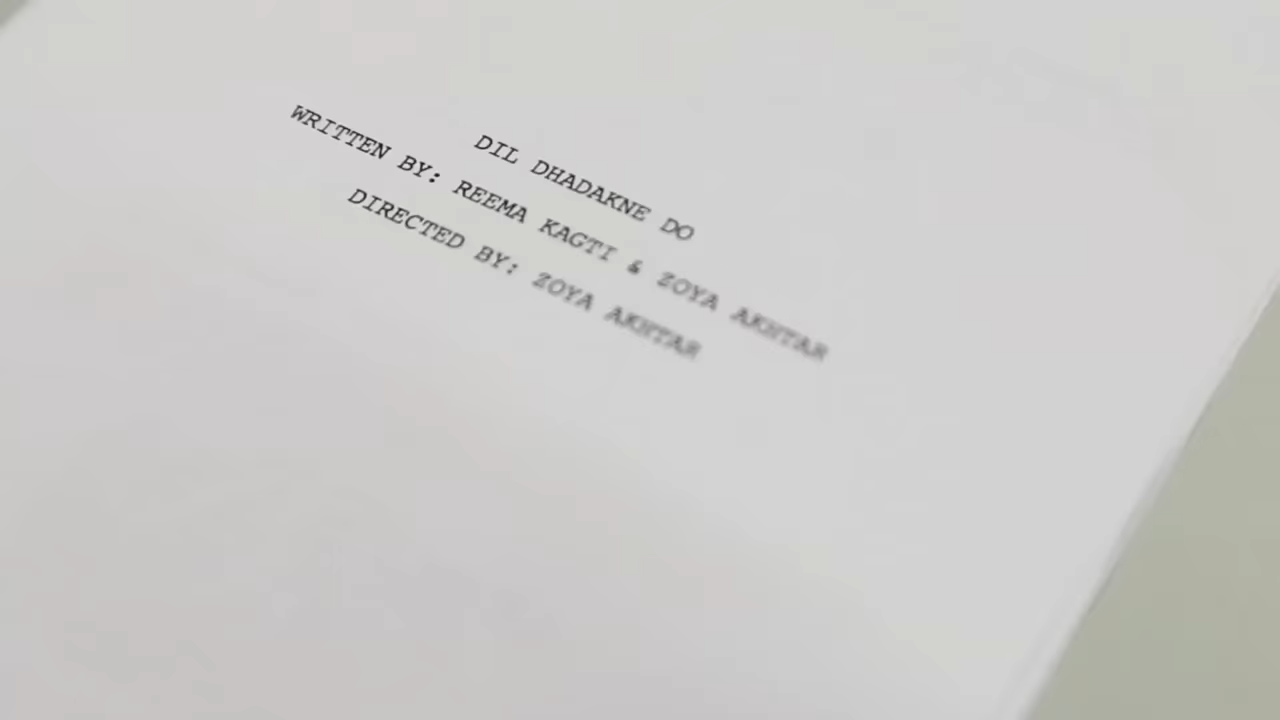 DIL DHADAKNE DO
WRITTEN BY: REEMA KAGTI & ZOYA AKHTAR
DIRECTED BY: ZOYA AKHTAR